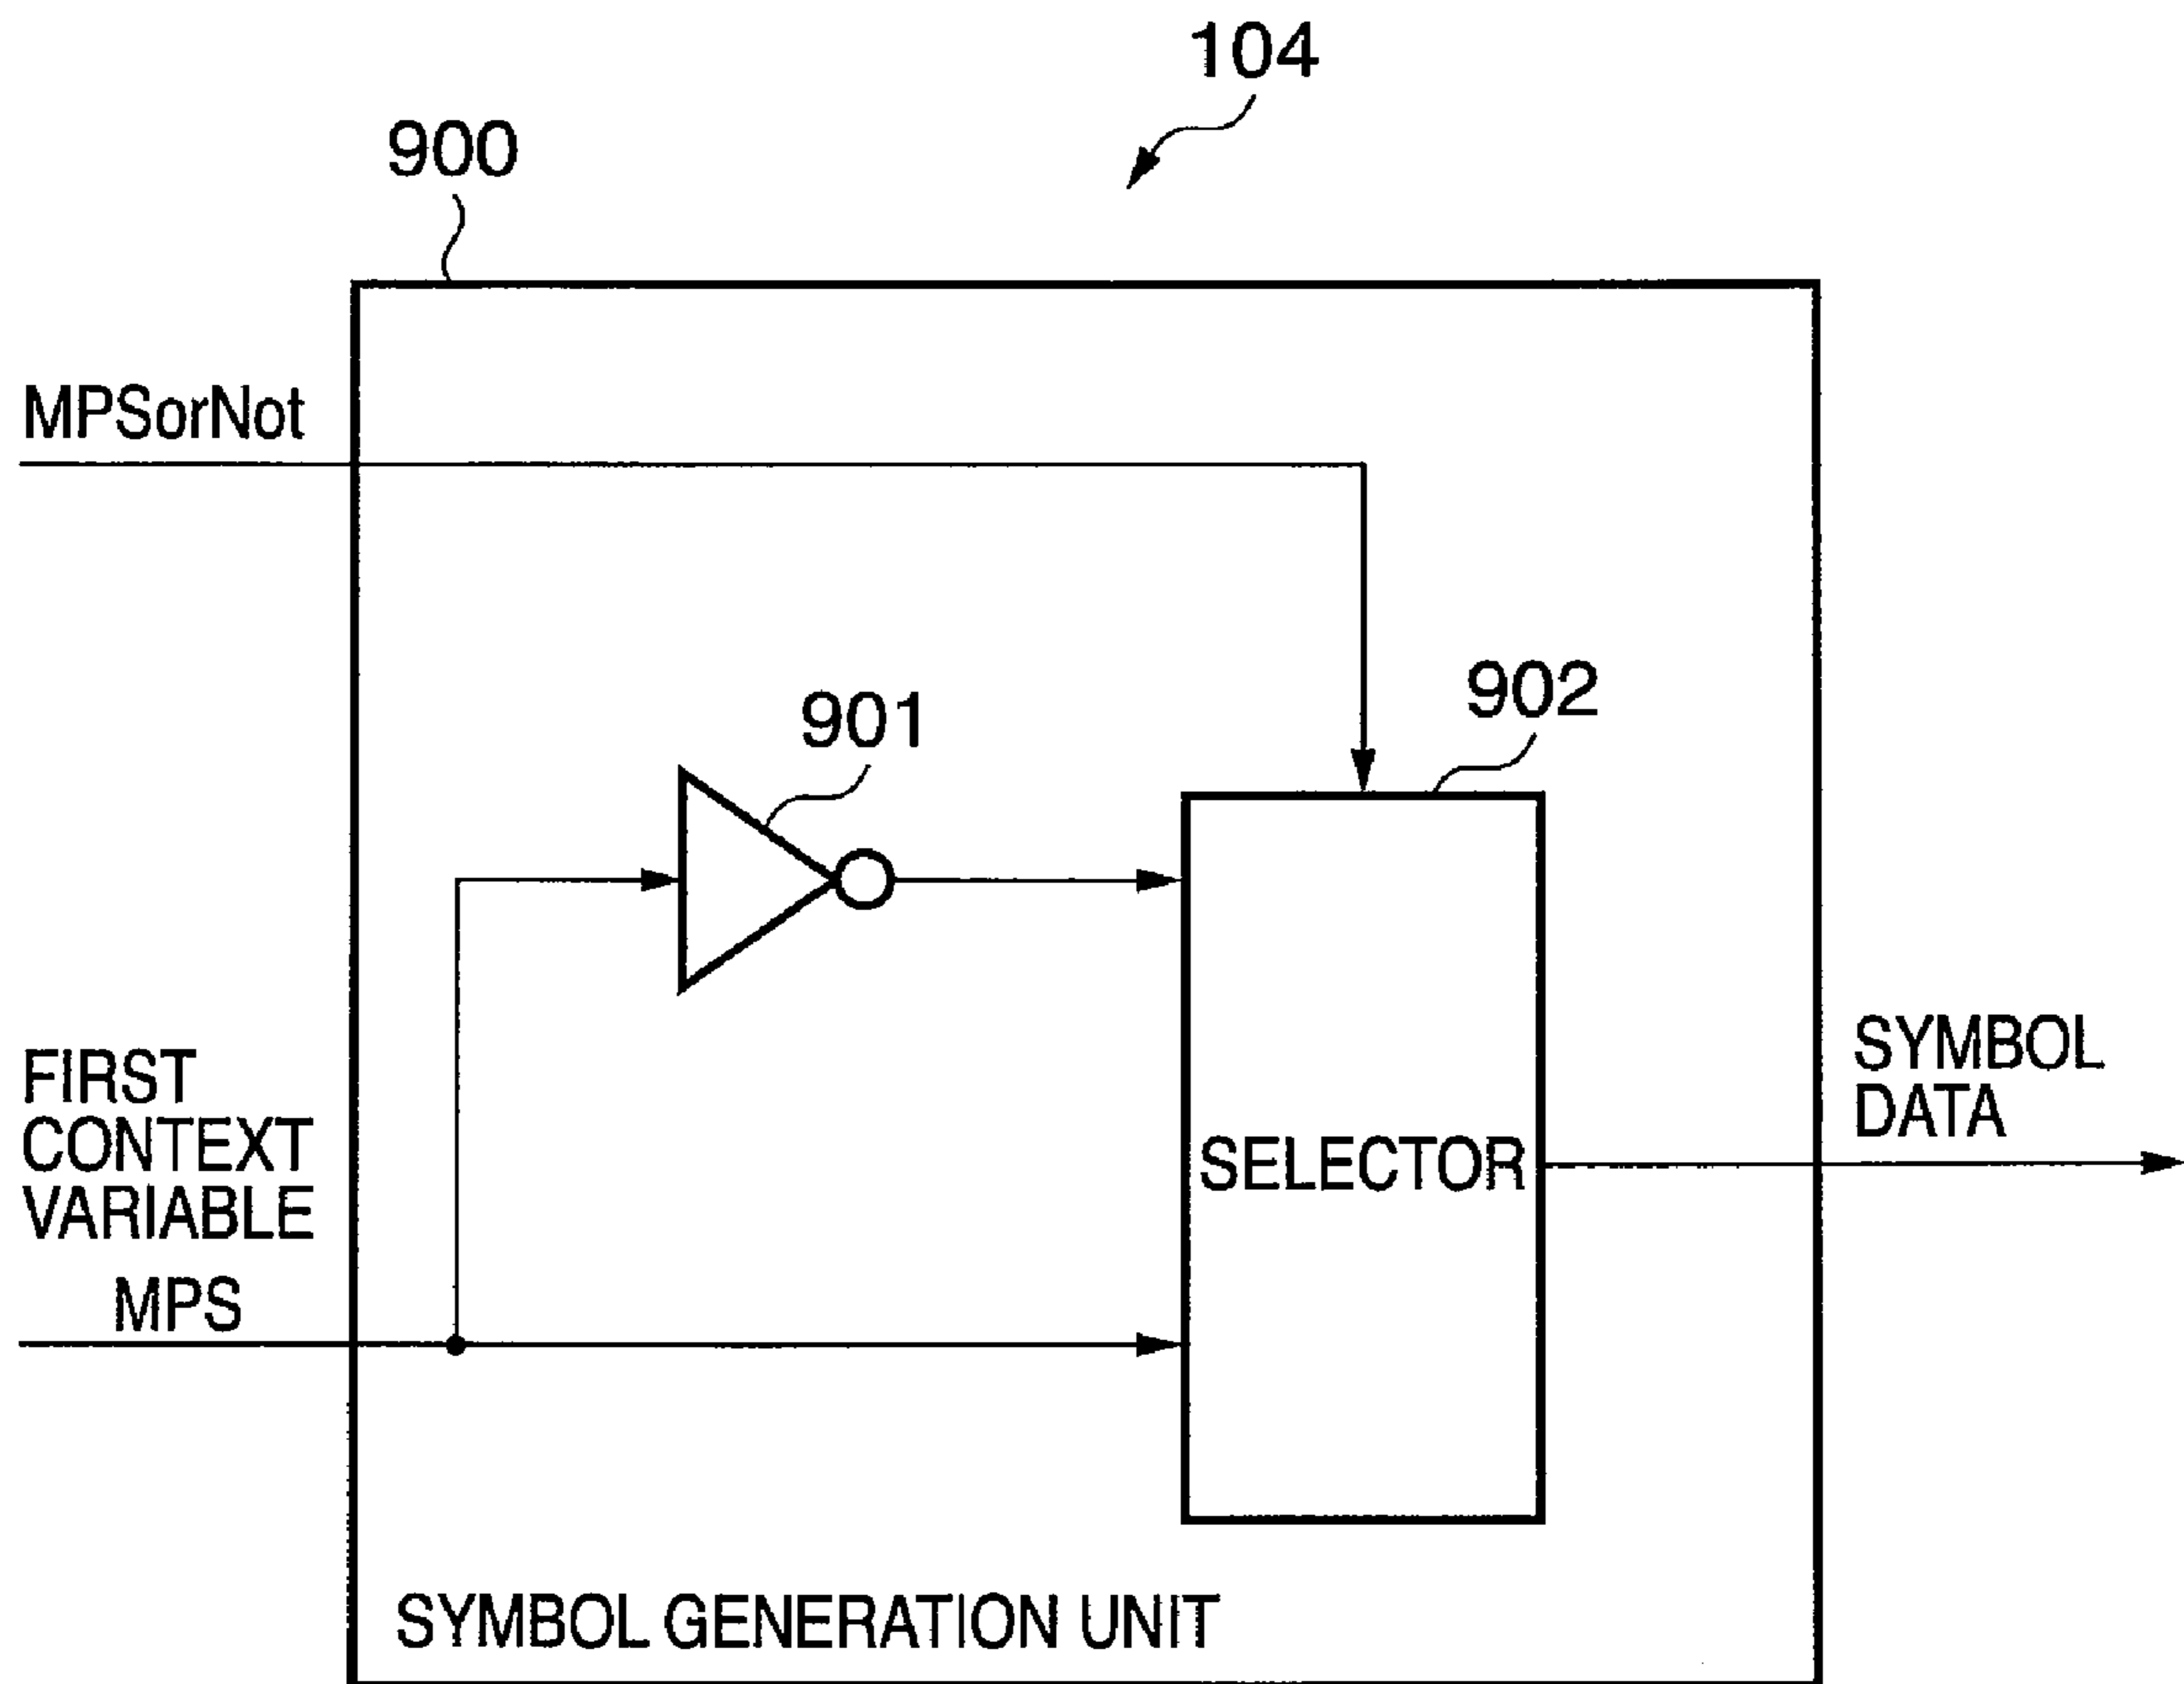 104
900
MPSorNot
901
902
FIRST
CONTEXT
VARIABLE
MPS
SELECTOR
SYMBOL
DATA
SYMBOL GENERATION UNIT